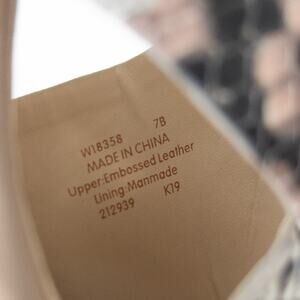 W18358 7B
MADE IN CHINA
Upper:Embossed Leather
Lining:Manmade
212939 K19